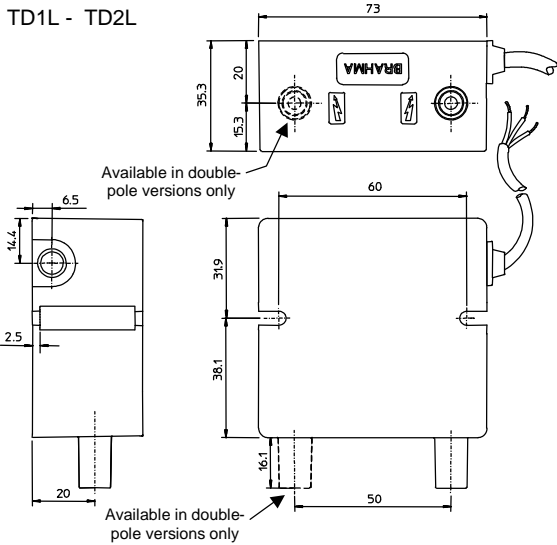 TD1L - TD2L
73
35.3
20
15.3
BRAHMA
Available in double-
pole versions only
60
6.5
14.4
31.9
2.5
38.1
16.1
20
50
Available in double-
pole versions only